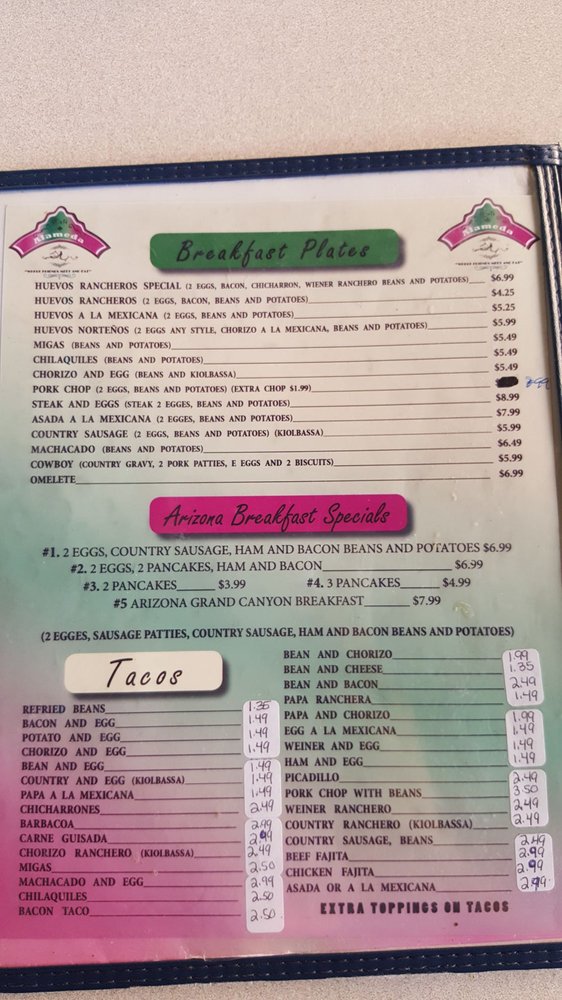 Alameda
"WHERE FRIENDS MEET AND EAT"
Breakfast Plates
Alameda
"WHERE FRIENDS MEET AND EAT"
HUEVOS RANCHEROS SPECIAL (2 EGGS, BACON, CHICHARRON, WIENER RANCHERO BEANS AND POTATOES) $6.99
HUEVOS RANCHEROS (2 EGGS, BACON, BEANS AND POTATOES) $4.25
HUEVOS A LA MEXICANA (2 EGGS, BEANS AND POTATOES) $5.25
HUEVOS NORTEÑOS (2 EGGS ANY STYLE, CHORIZO A LA MEXICANA, BEANS AND POTATOES) $5.99
MIGAS (BEANS AND POTATOES) $5.49
CHILAQUILES (BEANS AND POTATOES) $5.49
CHORIZO AND EGG (BEANS AND KIOLBASSA) $5.49
PORK CHOP (2 EGGS, BEANS AND POTATOES) (EXTRA CHOP $1.99)
STEAK AND EGGS (STEAK 2 EGGES, BEANS AND POTATOES) $8.99
ASADA A LA MEXICANA (2 EGGES, BEANS AND POTATOES) $7.99
COUNTRY SAUSAGE (2 EGGS, BEANS AND POTATOES) (KIOLBASSA) $5.99
MACHACADO (BEANS AND POTATOES) $6.49
COWBOY (COUNTRY GRAVY, 2 PORK PATTIES, E EGGS AND 2 BISCUITS) $5.99
OMELETE $6.99
Arizona Breakfast Specials
#1. 2 EGGS, COUNTRY SAUSAGE, HAM AND BACON BEANS AND POTATOES $6.99
#2. 2 EGGS, 2 PANCAKES, HAM AND BACON $6.99
#3. 2 PANCAKES $3.99 #4. 3 PANCAKES $4.99
#5 ARIZONA GRAND CANYON BREAKFAST $7.99
(2 EGGES, SAUSAGE PATTIES, COUNTRY SAUSAGE, HAM AND BACON BEANS AND POTATOES)
Tacos
REFRIED BEANS 1.35
BACON AND EGG 1.49
POTATO AND EGG 1.49
CHORIZO AND EGG 1.49
BEAN AND EGG 1.49
COUNTRY AND EGG (KIOLBASSA) 1.49
PAPA A LA MEXICANA 1.49
CHICHARRONES 2.49
BARBACOA 2.99
CARNE GUISADA 2.99
CHORIZO RANCHERO (KIOLBASSA) 2.49
MIGAS 2.50
MACHACADO AND EGG 2.99
CHILAQUILES 2.50
BACON TACO 2.50
BEAN AND CHORIZO 1.99
BEAN AND CHEESE 1.35
BEAN AND BACON 2.49
PAPA RANCHERA 1.49
PAPA AND CHORIZO 1.99
EGG A LA MEXICANA 1.49
WEINER AND EGG 1.49
HAM AND EGG 1.49
PICADILLO 2.49
PORK CHOP WITH BEANS 3.50
WEINER RANCHERO 2.49
COUNTRY RANCHERO (KIOLBASSA) 2.49
COUNTRY SAUSAGE, BEANS 2.49
BEEF FAJITA 2.99
CHICKEN FAJITA 2.99
ASADA OR A LA MEXICANA 2.99
EXTRA TOPPINGS ON TACOS